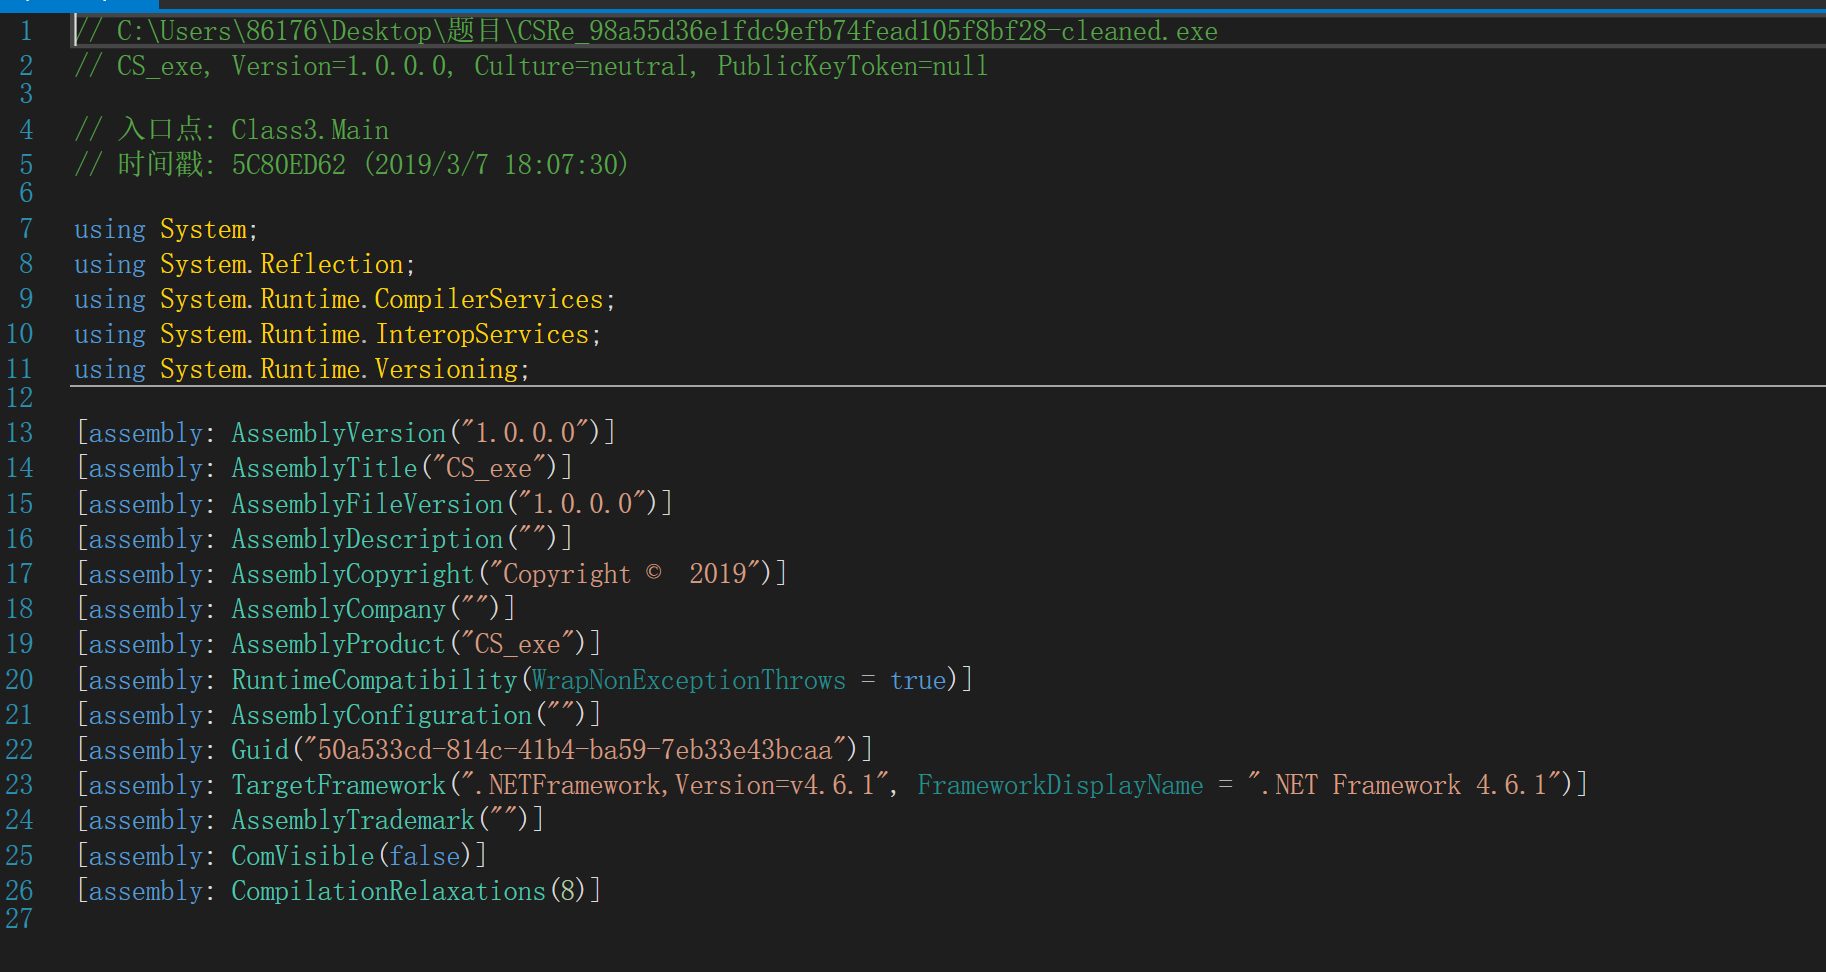 1 // C:\Users\86176\Desktop\题目\CSRe_98a55d36e1fdc9efb74fead105f8bf28-cleaned.exe
2 // CS_exe, Version=1.0.0.0, Culture=neutral, PublicKeyToken=null
3
4 // 入口点: Class3.Main
5 // 时间戳: 5C80ED62 (2019/3/7 18:07:30)
6
7 using System;
8 using System.Reflection;
9 using System.Runtime.CompilerServices;
10 using System.Runtime.InteropServices;
11 using System.Runtime.Versioning;
12
13 [assembly: AssemblyVersion("1.0.0.0")]
14 [assembly: AssemblyTitle("CS_exe")]
15 [assembly: AssemblyFileVersion("1.0.0.0")]
16 [assembly: AssemblyDescription("")]
17 [assembly: AssemblyCopyright("Copyright ©  2019")]
18 [assembly: AssemblyCompany("")]
19 [assembly: AssemblyProduct("CS_exe")]
20 [assembly: RuntimeCompatibility(WrapNonExceptionThrows = true)]
21 [assembly: AssemblyConfiguration("")]
22 [assembly: Guid("50a533cd-814c-41b4-ba59-7eb33e43bcaa")]
23 [assembly: TargetFramework(".NETFramework,Version=v4.6.1", FrameworkDisplayName = ".NET Framework 4.6.1")]
24 [assembly: AssemblyTrademark("")]
25 [assembly: ComVisible(false)]
26 [assembly: CompilationRelaxations(8)]
27